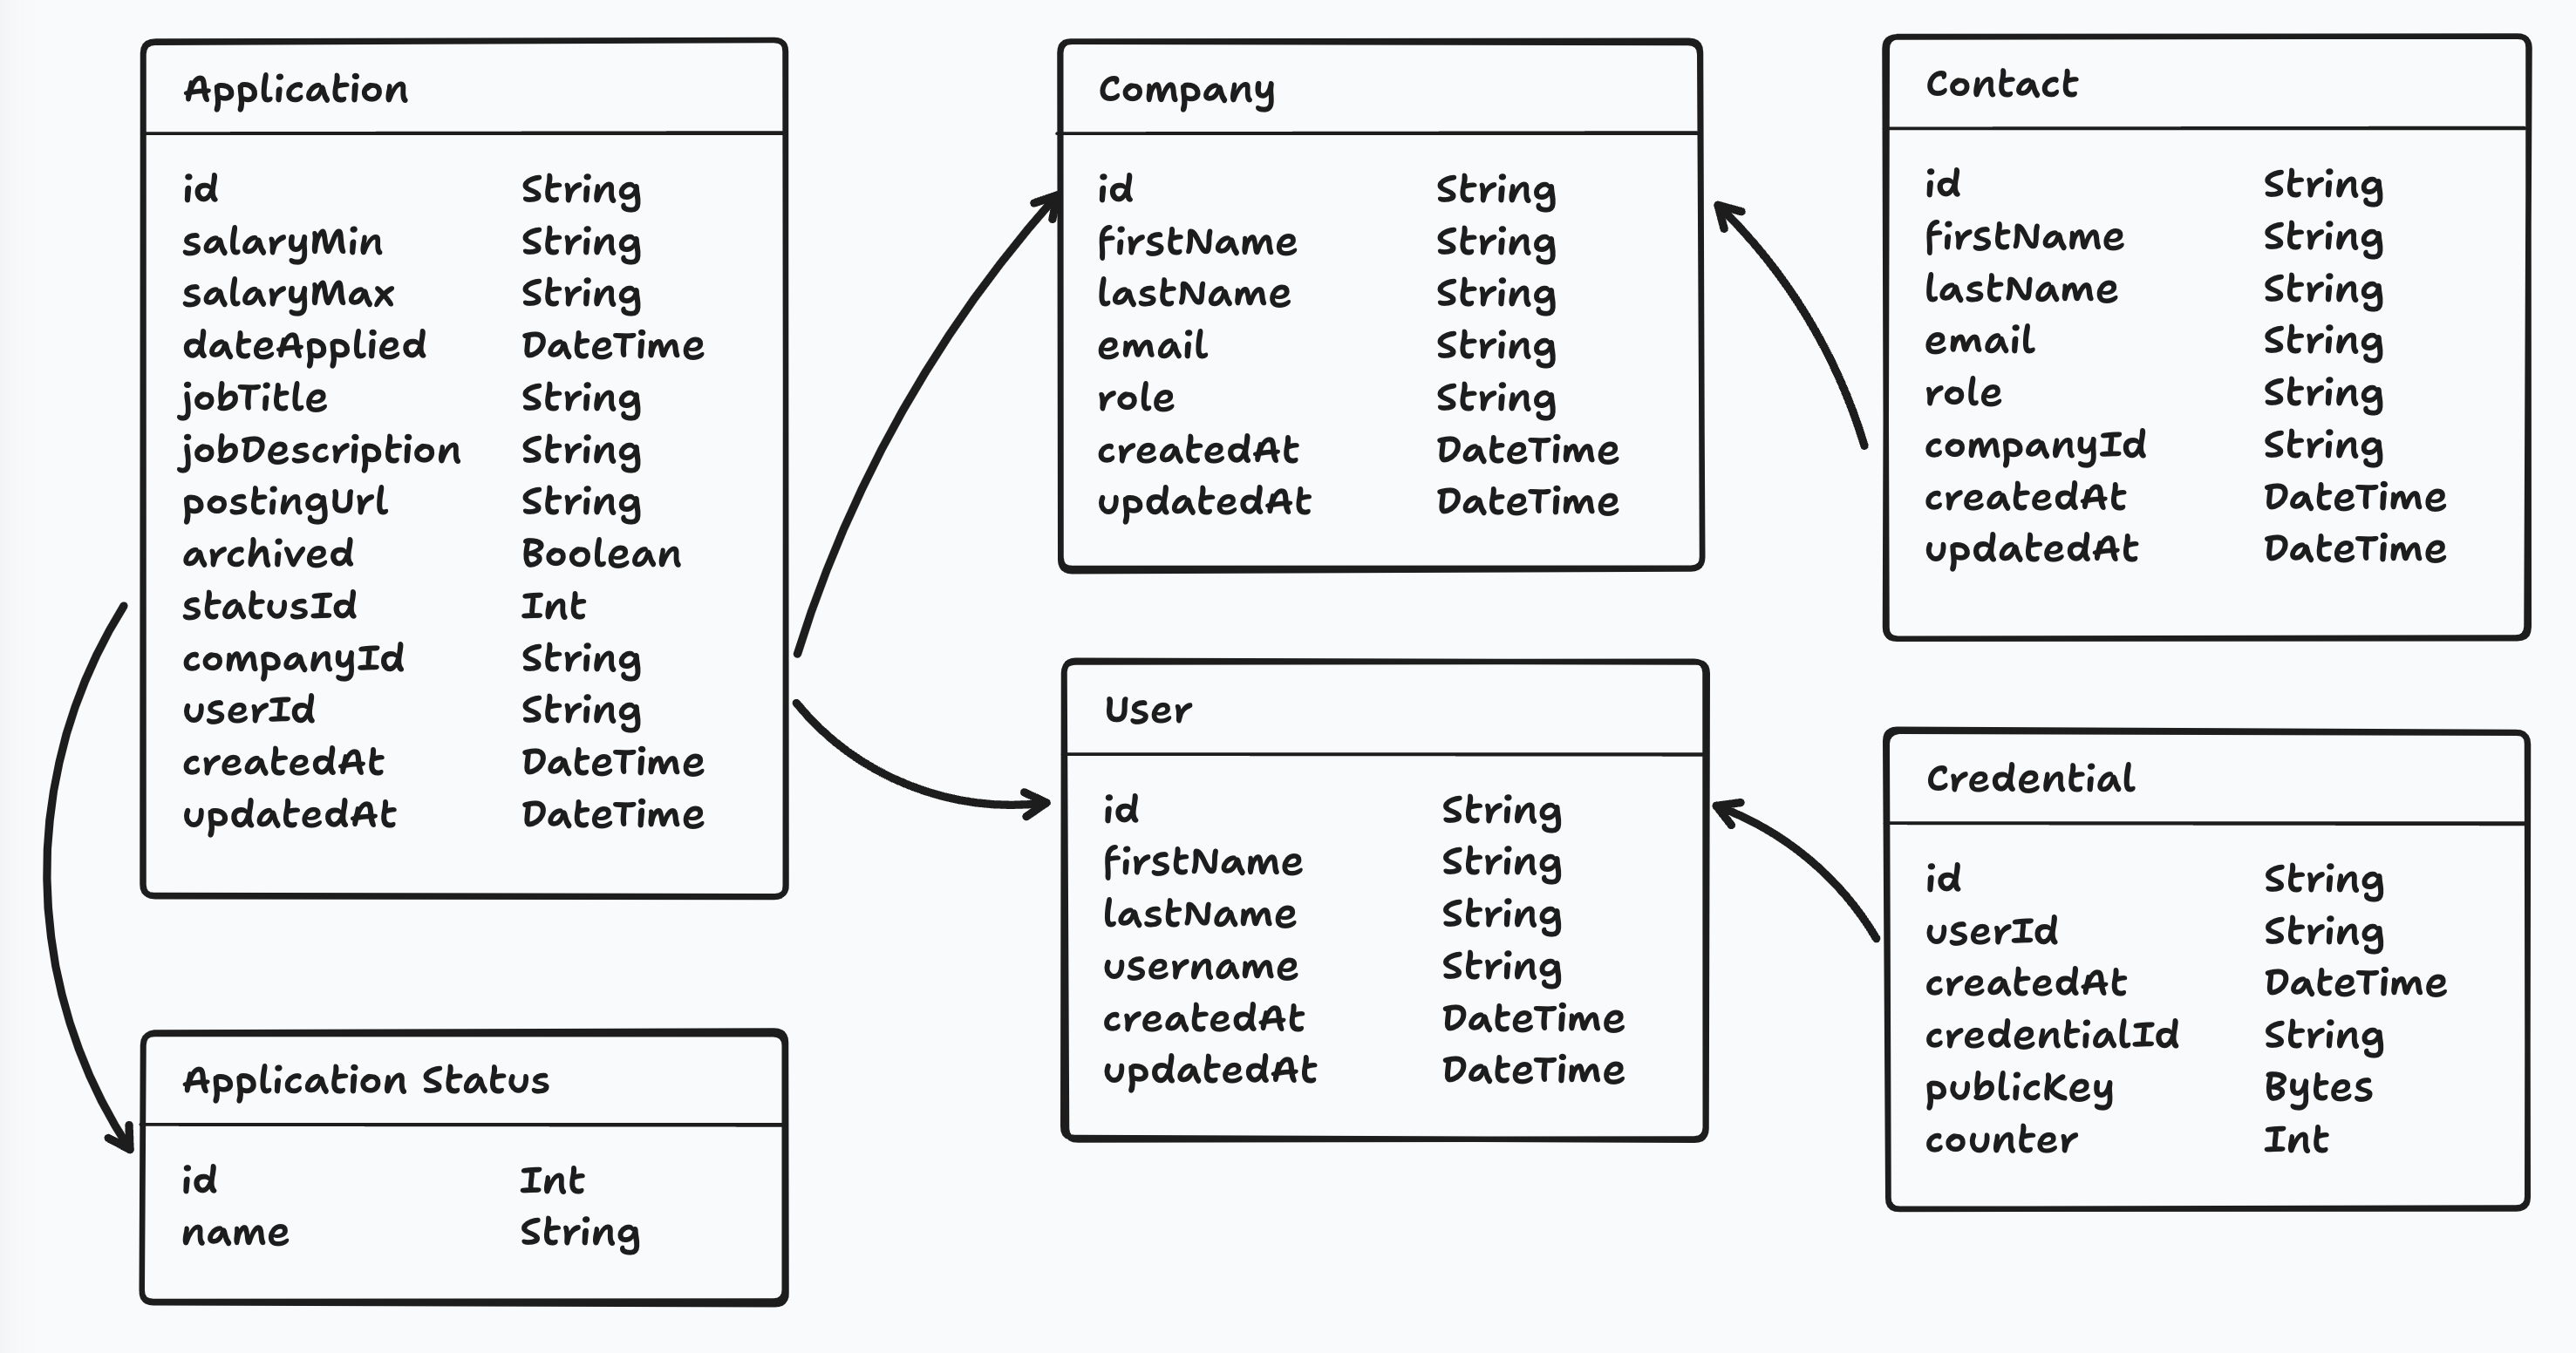 Application
id String
salaryMin String
salaryMax String
dateApplied DateTime
jobTitle String
jobDescription String
postingUrl String
archived Boolean
statusId Int
companyId String
userId String
createdAt DateTime
updatedAt DateTime
Application Status
id Int
name String
Company
id String
firstName String
lastName String
email String
role String
createdAt DateTime
updatedAt DateTime
User
id String
firstName String
lastName String
username String
createdAt DateTime
updatedAt DateTime
Contact
id String
firstName String
lastName String
email String
role String
companyId String
createdAt DateTime
updatedAt DateTime
Credential
id String
userId String
createdAt DateTime
credentialId String
publicKey Bytes
counter Int